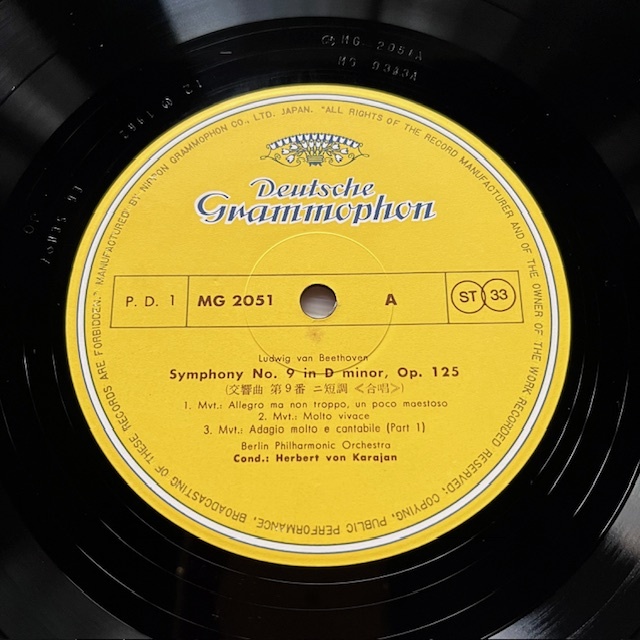 MG 2051A
MG 0393A
MANUFACTURED BY NIPPON GRAMMOPHON CO., LTD. JAPAN. "ALL RIGHTS OF THE RECORD MANUFACTURER AND OF THE OWNER OF THE WORK RECORDED RESERVED; COPYING, PUBLIC PERFORMANCE, BROADCASTING OF THESE RECORDS ARE FORBIDDEN."
Deutsche
Grammophon
P. D. 1 MG 2051 A ST 33
Ludwig van Beethoven
Symphony No. 9 in D minor, Op. 125
(交響曲 第9番 ニ短調 ≪合唱≫)
1. Mvt.: Allegro ma non troppo, un poco maestoso
2. Mvt.: Molto vivace
3. Mvt.: Adagio molto e cantabile (Part 1)
Berlin Philharmonic Orchestra
Cond.: Herbert von Karajan